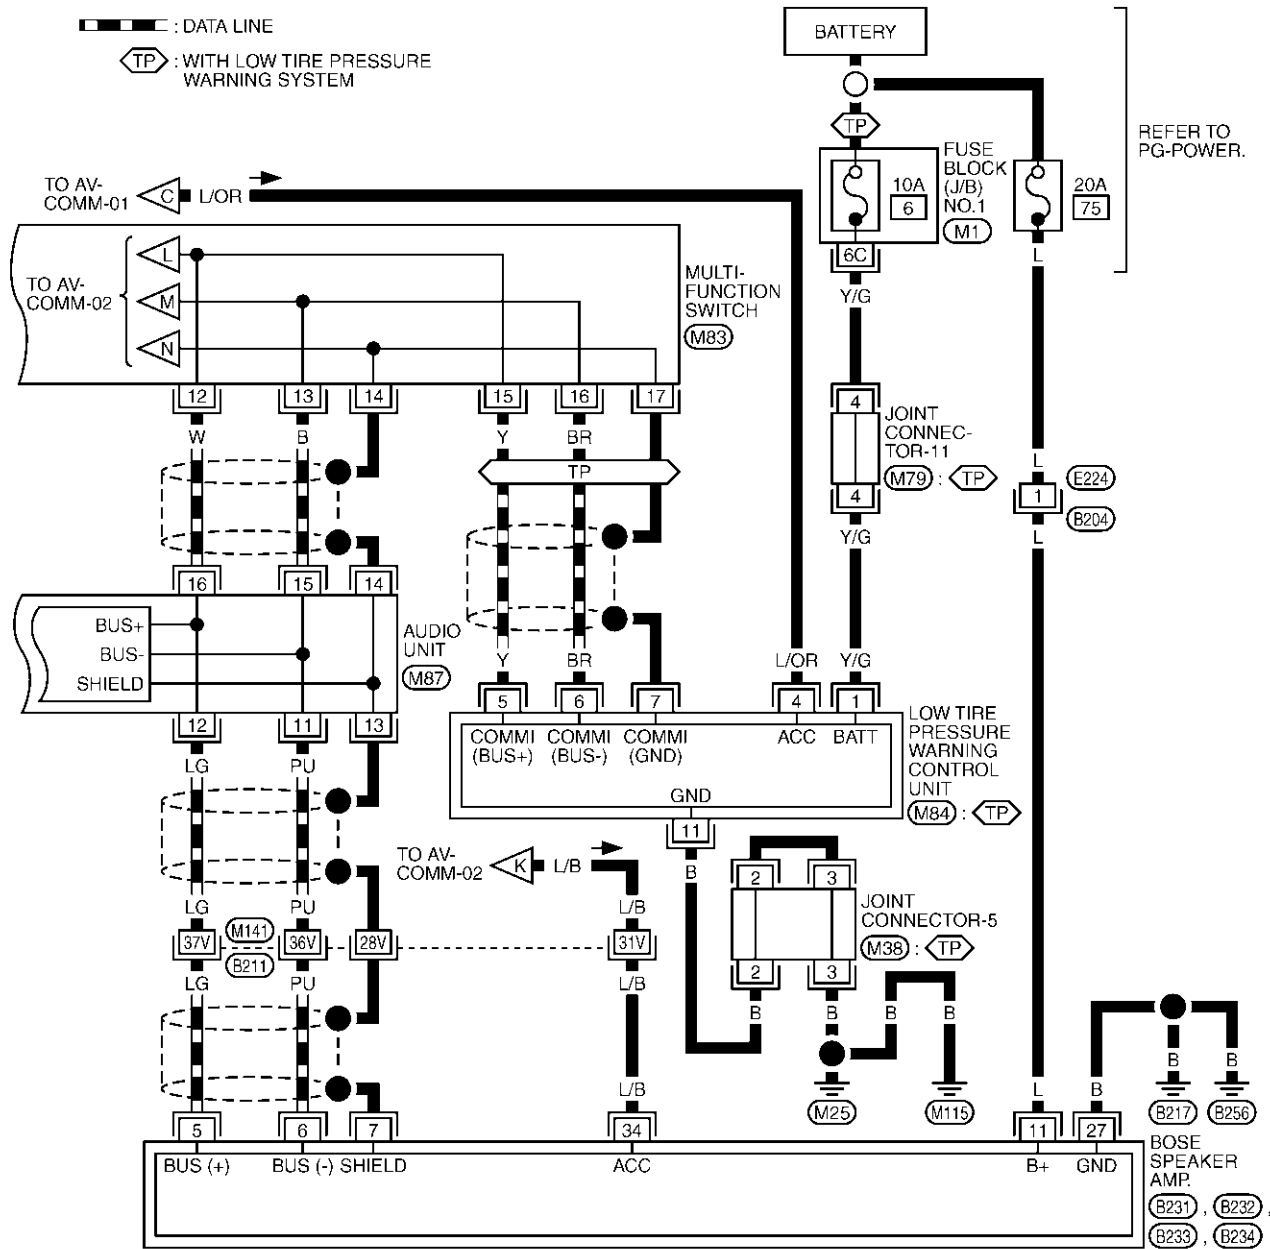 : DATA LINE
TP : WITH LOW TIRE PRESSURE
WARNING SYSTEM
BATTERY
REFER TO
PG-POWER.
TP
FUSE
BLOCK
(J/B)
NO.1
M1
10A
6
20A
75
6C
L
Y/G
TO AV-
COMM-01
C
L/OR
TO AV-
COMM-02
L
M
N
MULTI-
FUNCTION
SWITCH
M83
12 13 14 15 16 17
W B Y BR
TP
4
JOINT
CONNEC-
TOR-11
M79 : TP
4
Y/G
L
1
E224
B204
L
16 15 14
BUS+
BUS-
SHIELD
AUDIO
UNIT
M87
Y BR L/OR Y/G
5 6 7 4 1
12 11 13
COMMI
(BUS+)
COMMI
(BUS-)
COMMI
(GND)
ACC BATT
GND
LOW TIRE
PRESSURE
WARNING
CONTROL
UNIT
M84 : TP
11
B
LG PU
TO AV-
COMM-02
K
L/B
2 3
JOINT
CONNECTOR-5
M38 : TP
2 3
LG PU L/B
37V
M141
B211
36V 28V 31V
LG PU L/B
B B B B
M25 M115
L/B L B
B B
B217 B256
5 6 7 34 11 27
BUS (+) BUS (-) SHIELD ACC B+ GND
BOSE
SPEAKER
AMP.
B231 , B232 ,
B233 , B234